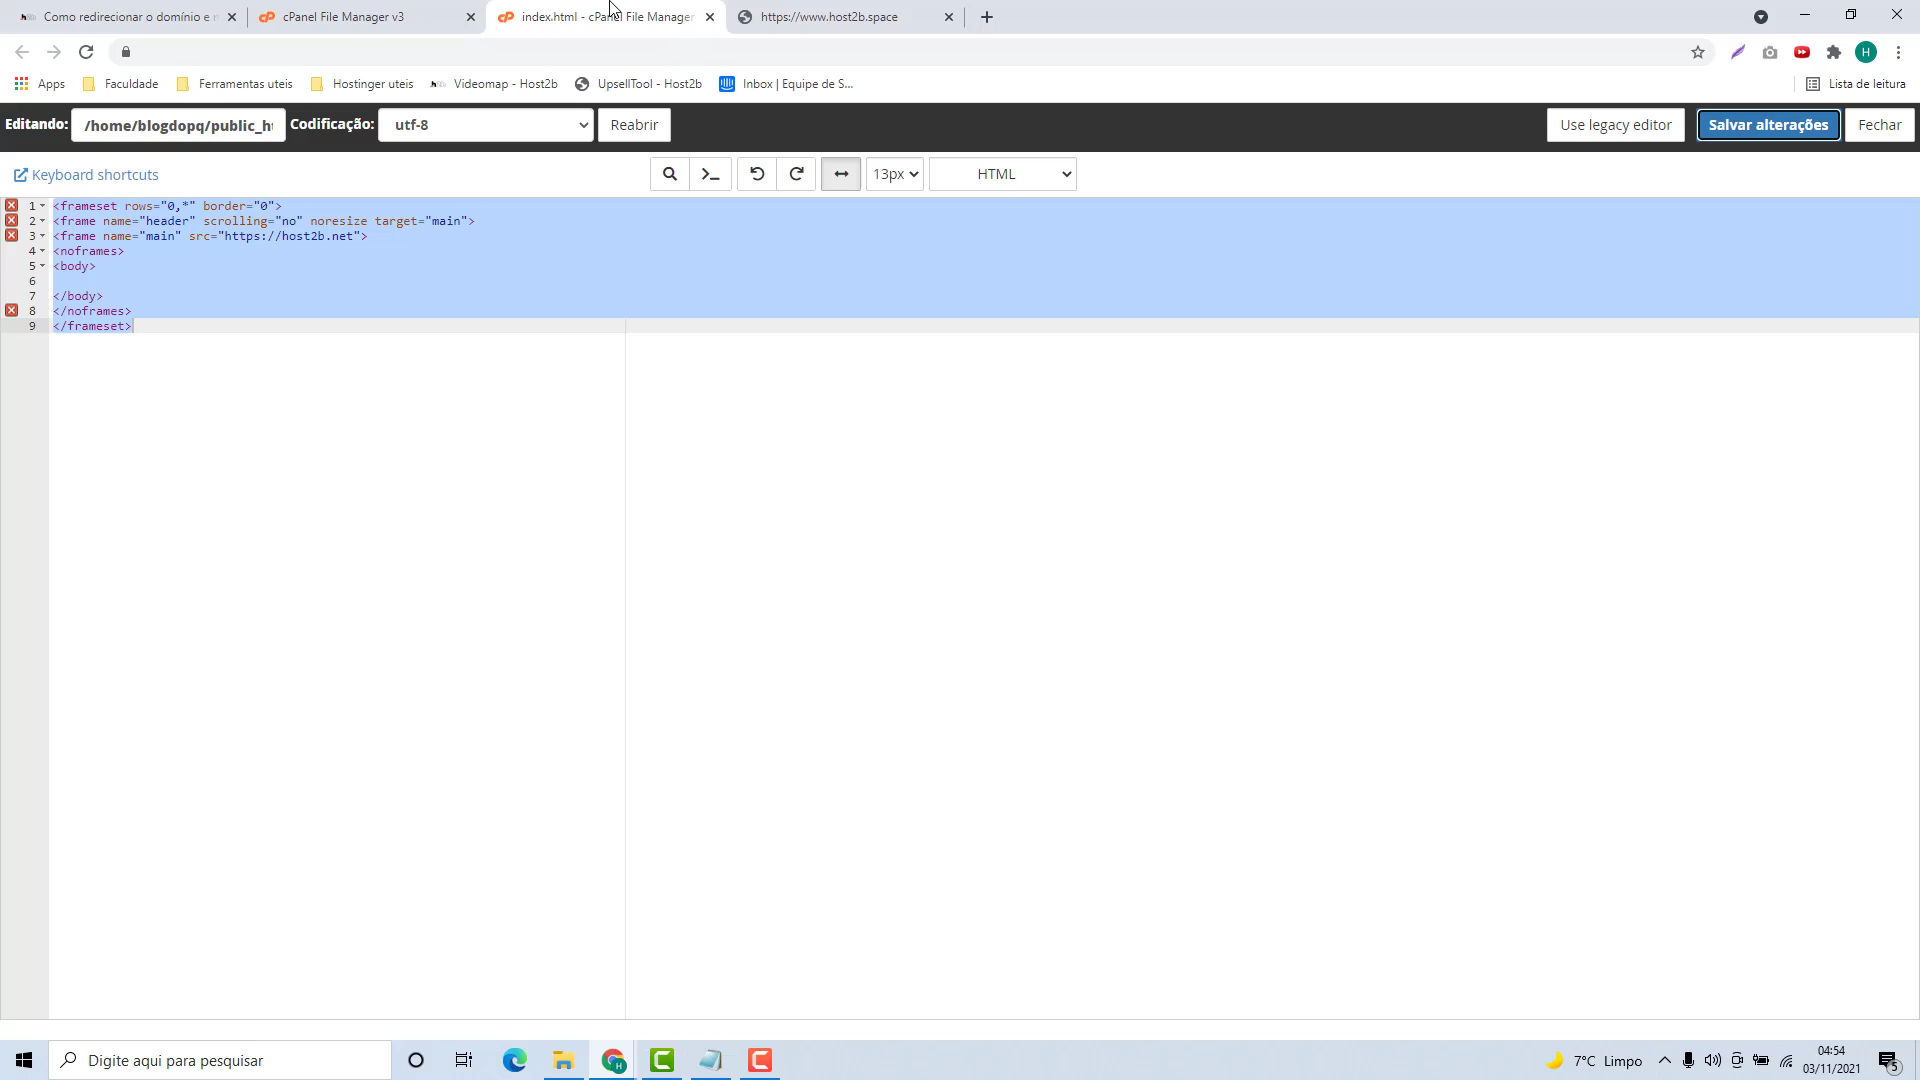 Como redirecionar o domínio e
cPanel File Manager v3
index.html - cPanel File Manager
https://www.host2b.space
H
Apps
Faculdade
Ferramentas uteis
Hostinger uteis
Videomap - Host2b
UpsellTool - Host2b
Inbox | Equipe de S...
Lista de leitura
Editando:
/home/blogdopq/public_h
Codificação:
utf-8
Reabrir
Use legacy editor
Salvar alterações
Fechar
Keyboard shortcuts
13px
HTML
1 <frameset rows="0,*" border="0">
2 <frame name="header" scrolling="no" noresize target="main">
3 <frame name="main" src="https://host2b.net">
4 <noframes>
5 <body>
6
7 </body>
8 </noframes>
9 </frameset>
Digite aqui para pesquisar
7°C Limpo
04:54
03/11/2021
5